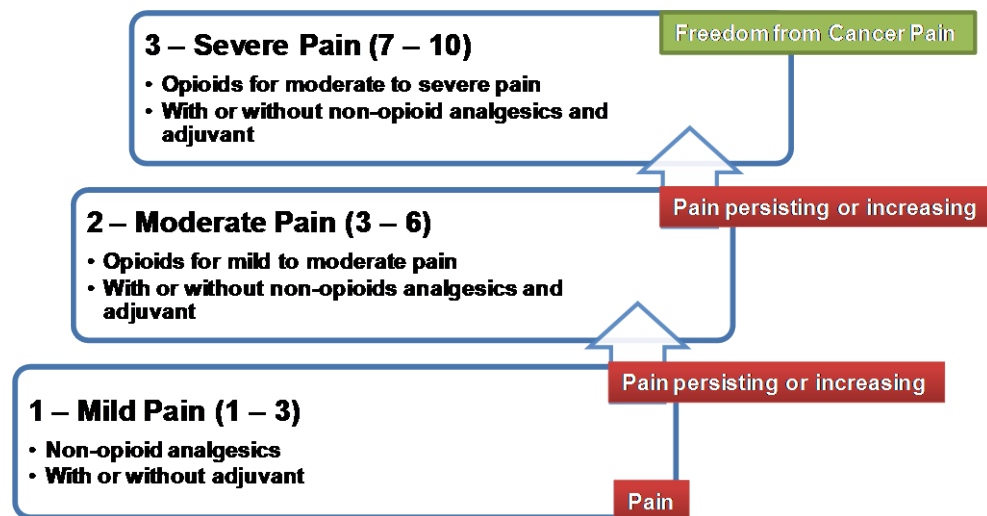 Freedom from Cancer Pain
3 – Severe Pain (7 – 10)
• Opioids for moderate to severe pain
• With or without non-opioid analgesics and
adjuvant
Pain persisting or increasing
2 – Moderate Pain (3 – 6)
• Opioids for mild to moderate pain
• With or without non-opioids analgesics and
adjuvant
Pain persisting or increasing
1 – Mild Pain (1 – 3)
• Non-opioid analgesics
• With or without adjuvant
Pain